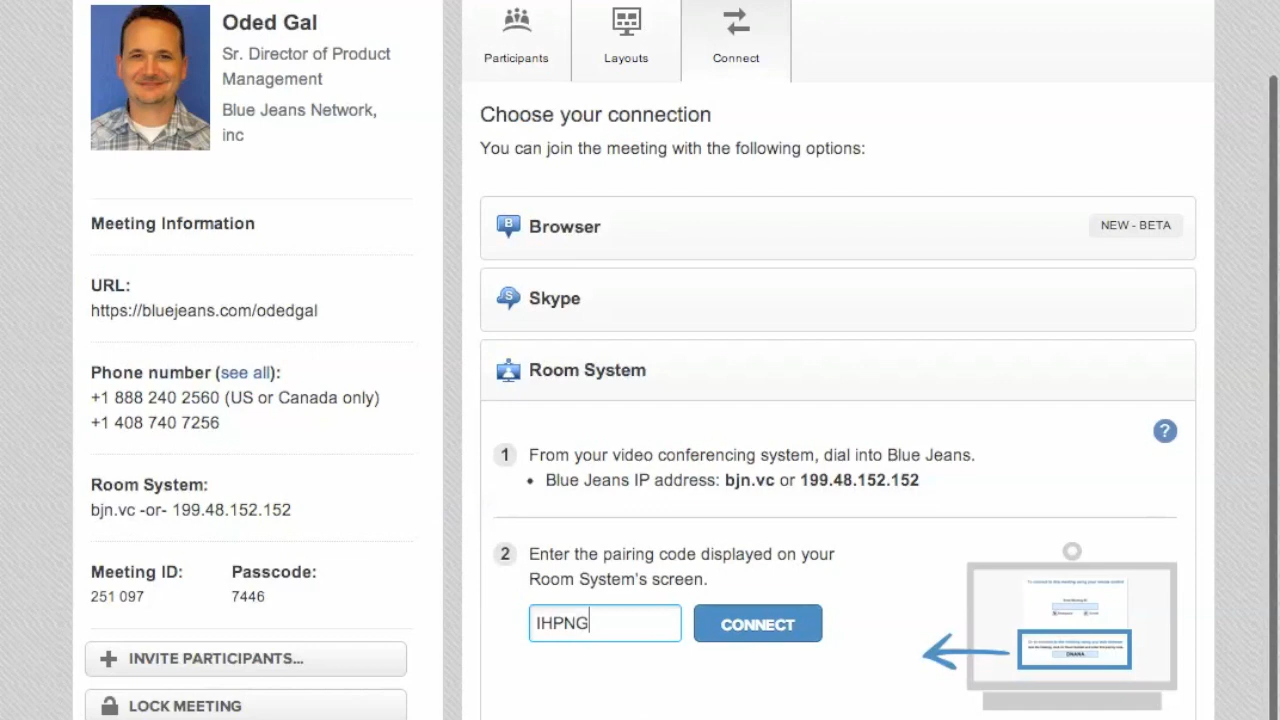 Oded Gal
Sr. Director of Product
Management
Blue Jeans Network,
inc
Meeting Information
URL:
https://bluejeans.com/odedgal
Phone number (see all):
+1 888 240 2560 (US or Canada only)
+1 408 740 7256
Room System:
bjn.vc -or- 199.48.152.152
Meeting ID: Passcode:
251 097 7446
INVITE PARTICIPANTS...
LOCK MEETING
Participants Layouts Connect
Choose your connection
You can join the meeting with the following options:
B Browser NEW - BETA
S Skype
Room System
?
1 From your video conferencing system, dial into Blue Jeans.
• Blue Jeans IP address: bjn.vc or 199.48.152.152
2 Enter the pairing code displayed on your
Room System's screen.
IHPNG CONNECT